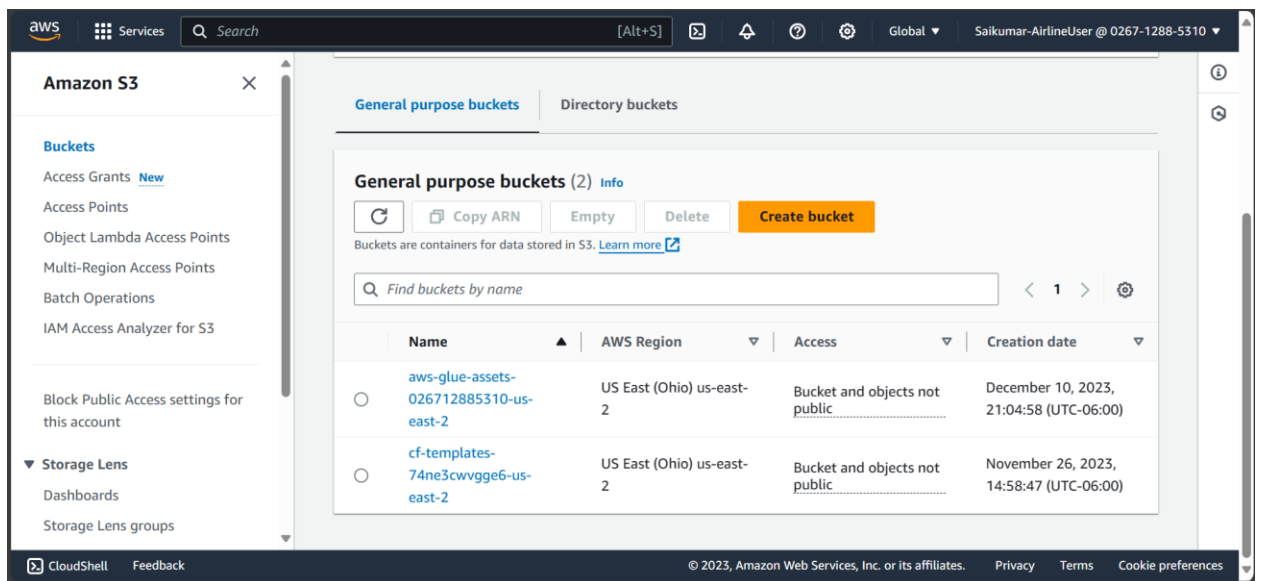 aws
Services
Search
[Alt+S]
Global
Saikumar-AirlineUser @ 0267-1288-5310
Amazon S3
Buckets
Access Grants New
Access Points
Object Lambda Access Points
Multi-Region Access Points
Batch Operations
IAM Access Analyzer for S3
Block Public Access settings for
this account
Storage Lens
Dashboards
Storage Lens groups
General purpose buckets
Directory buckets
General purpose buckets (2) Info
Copy ARN
Empty
Delete
Create bucket
Buckets are containers for data stored in S3. Learn more
Find buckets by name
1
Name
AWS Region
Access
Creation date
aws-glue-assets-
026712885310-us-
east-2
US East (Ohio) us-east-
2
Bucket and objects not
public
December 10, 2023,
21:04:58 (UTC-06:00)
cf-templates-
74ne3cwvgge6-us-
east-2
US East (Ohio) us-east-
2
Bucket and objects not
public
November 26, 2023,
14:58:47 (UTC-06:00)
CloudShell
Feedback
© 2023, Amazon Web Services, Inc. or its affiliates.
Privacy
Terms
Cookie preferences